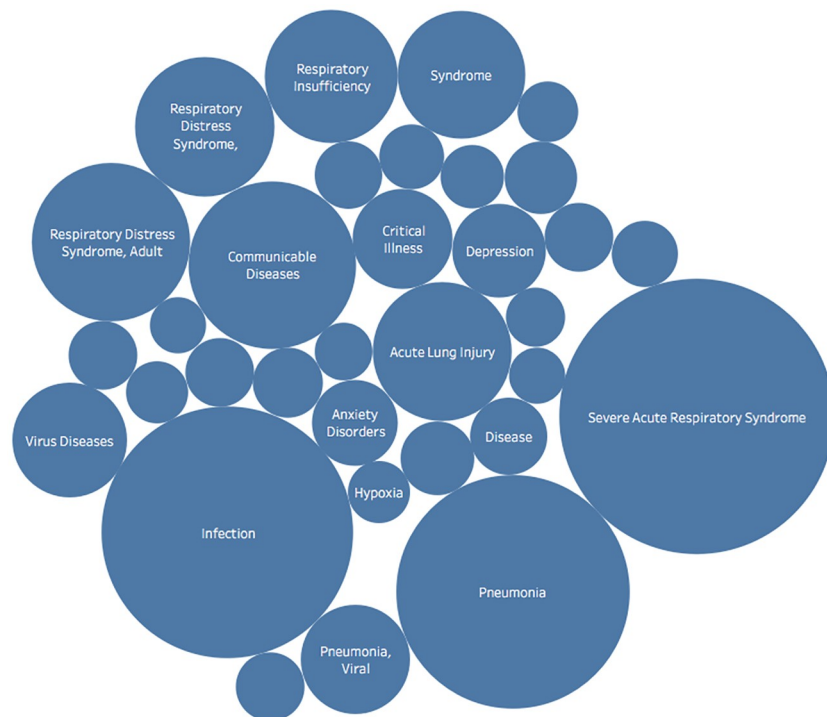 Respiratory
Insufficiency
Syndrome
Respiratory
Distress
Syndrome,
Respiratory Distress
Syndrome, Adult
Communicable
Diseases
Critical
Illness
Depression
Acute Lung Injury
Severe Acute Respiratory Syndrome
Virus Diseases
Anxiety
Disorders
Disease
Hypoxia
Infection
Pneumonia
Pneumonia,
Viral